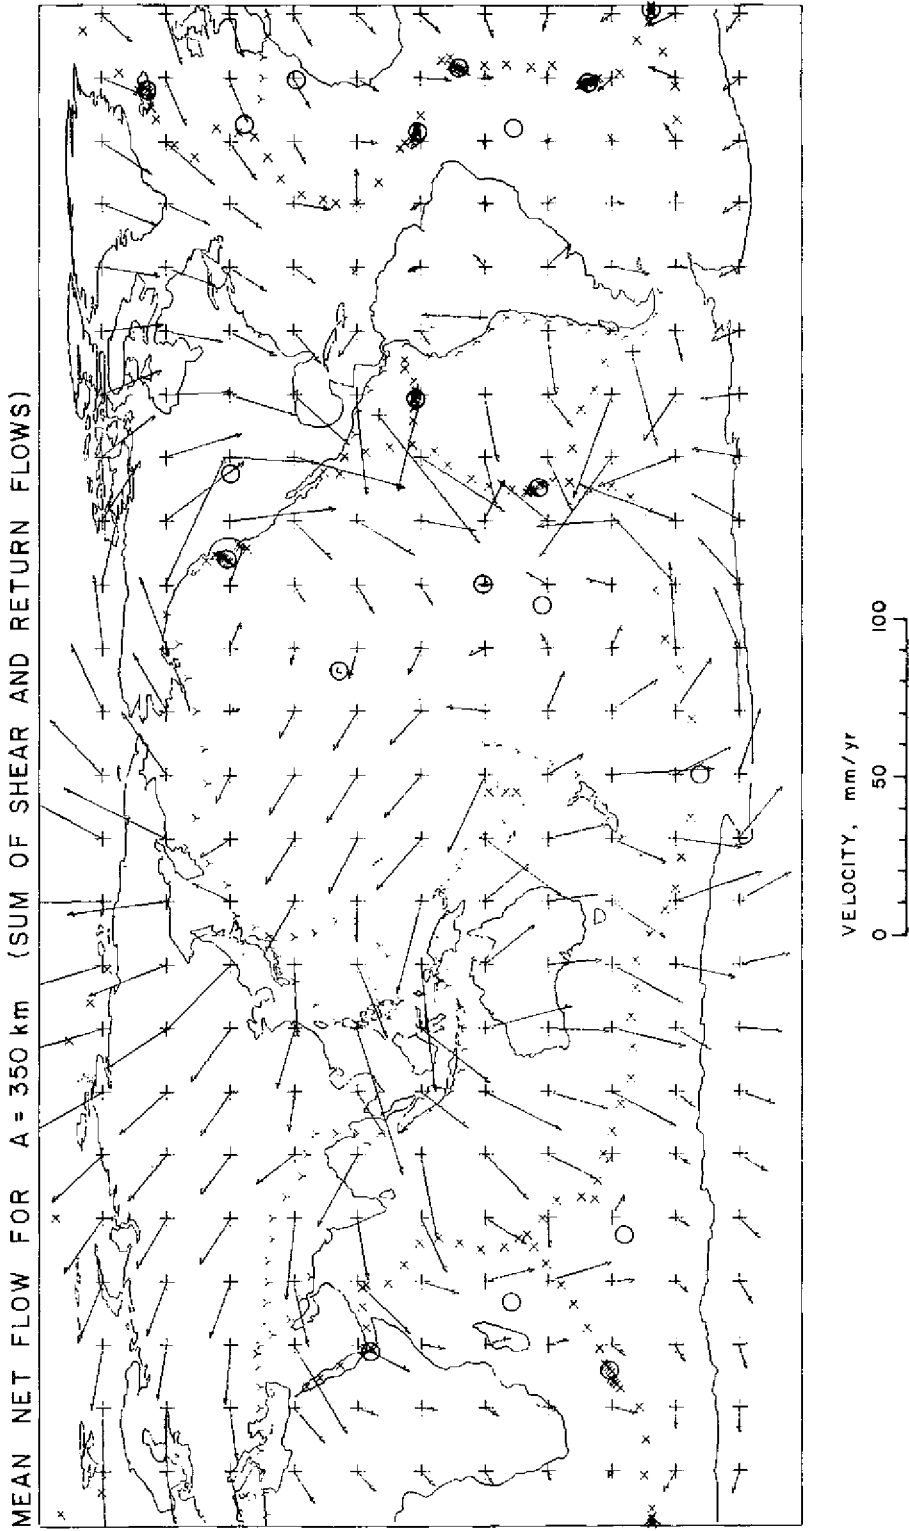 MEAN NET FLOW FOR A = 350 km (SUM OF SHEAR AND RETURN FLOWS)
VELOCITY, mm/yr
0 50 100